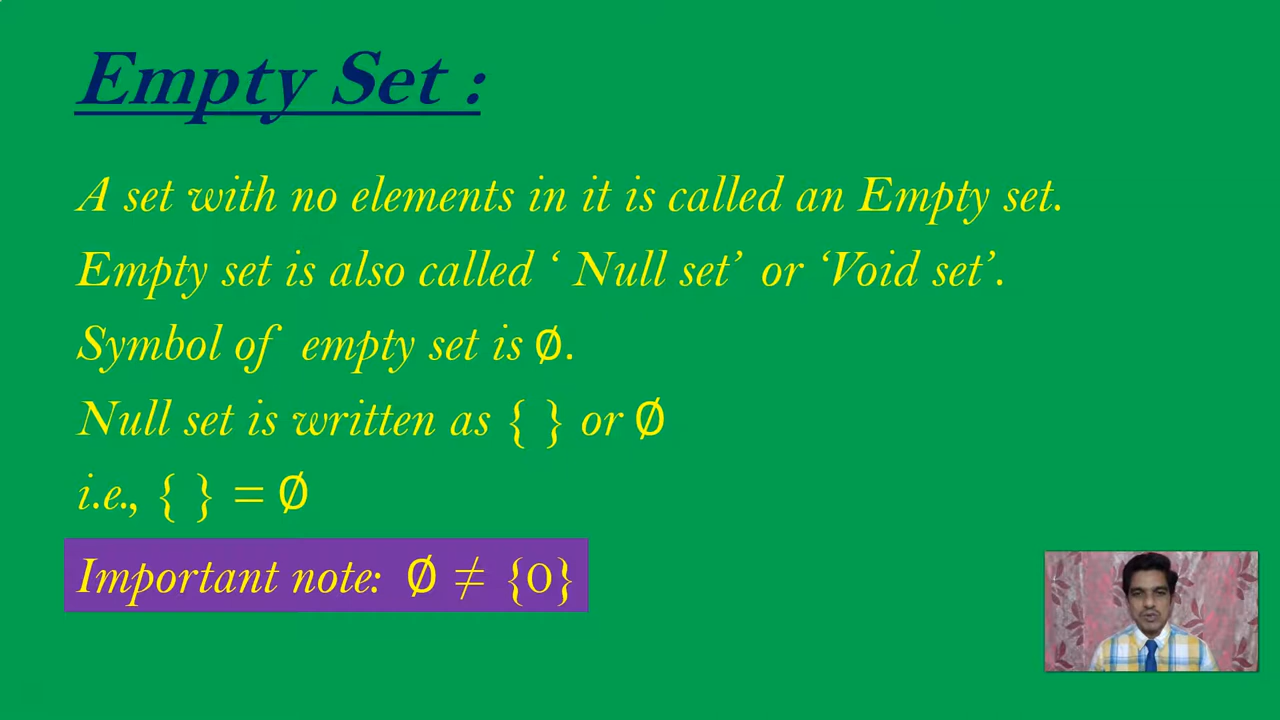 Empty Set :
A set with no elements in it is called an Empty set.
Empty set is also called ‘ Null set’ or ‘Void set’.
Symbol of empty set is ∅.
Null set is written as { } or ∅
i.e., { } = ∅
Important note: ∅ ≠ {0}